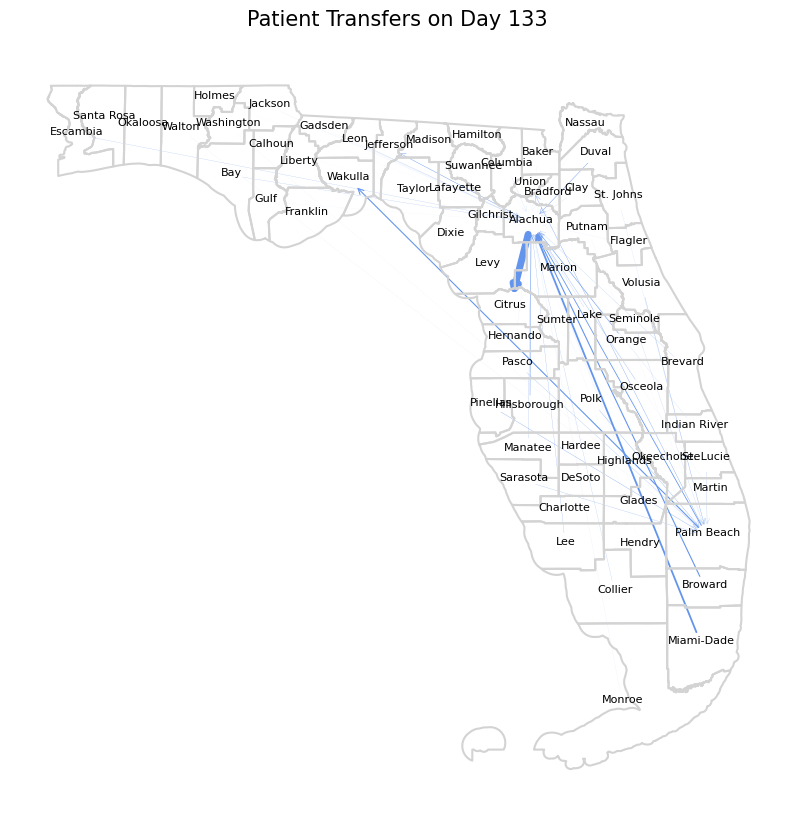 Patient Transfers on Day 133
Nassau
Holmes
Jackson
Santa Rosa
Okaloosa
Walton
Washington
Escambia
Gadsden
Leon
Jefferson
Madison
Hamilton
Duval
Baker
Calhoun
Liberty
Suwannee
Columbia
Bay
Wakulla
Taylor
Lafayette
Union
Bradford
Clay
St. Johns
Gulf
Franklin
Gilchrist
Alachua
Putnam
Dixie
Flagler
Levy
Marion
Volusia
Citrus
Sumter
Lake
Seminole
Hernando
Orange
Pasco
Brevard
Osceola
Pinellas
Hillsborough
Polk
Indian River
Manatee
Hardee
Highlands
Okeechobee
St. Lucie
Sarasota
DeSoto
Martin
Charlotte
Glades
Palm Beach
Lee
Hendry
Collier
Broward
Miami-Dade
Monroe